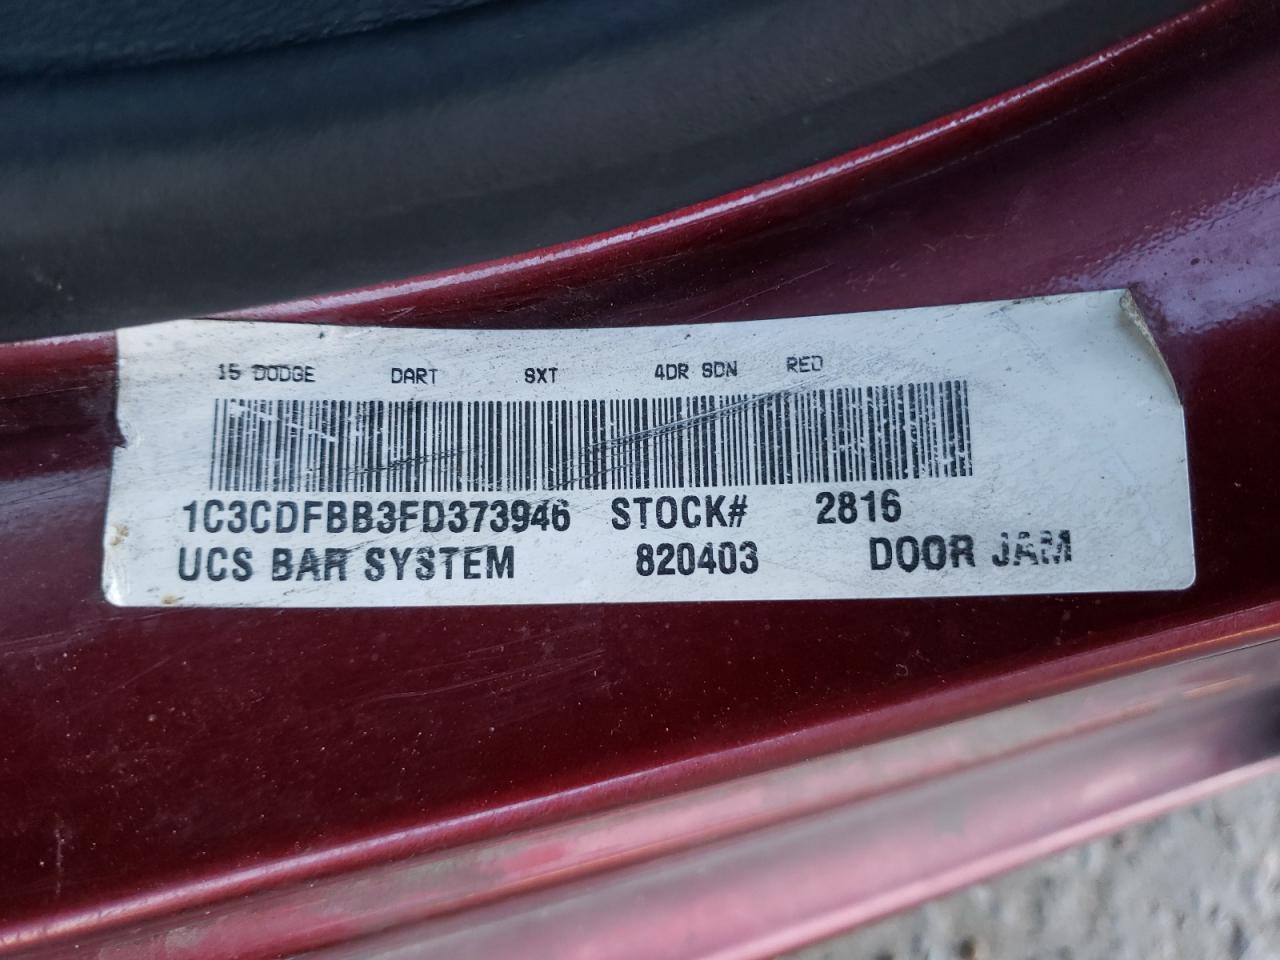 15 DODGE DART SXT 4DR SDN RED
1C3CDFBB3FD373946 STOCK# 2816
UCS BAR SYSTEM 820403 DOOR JAM